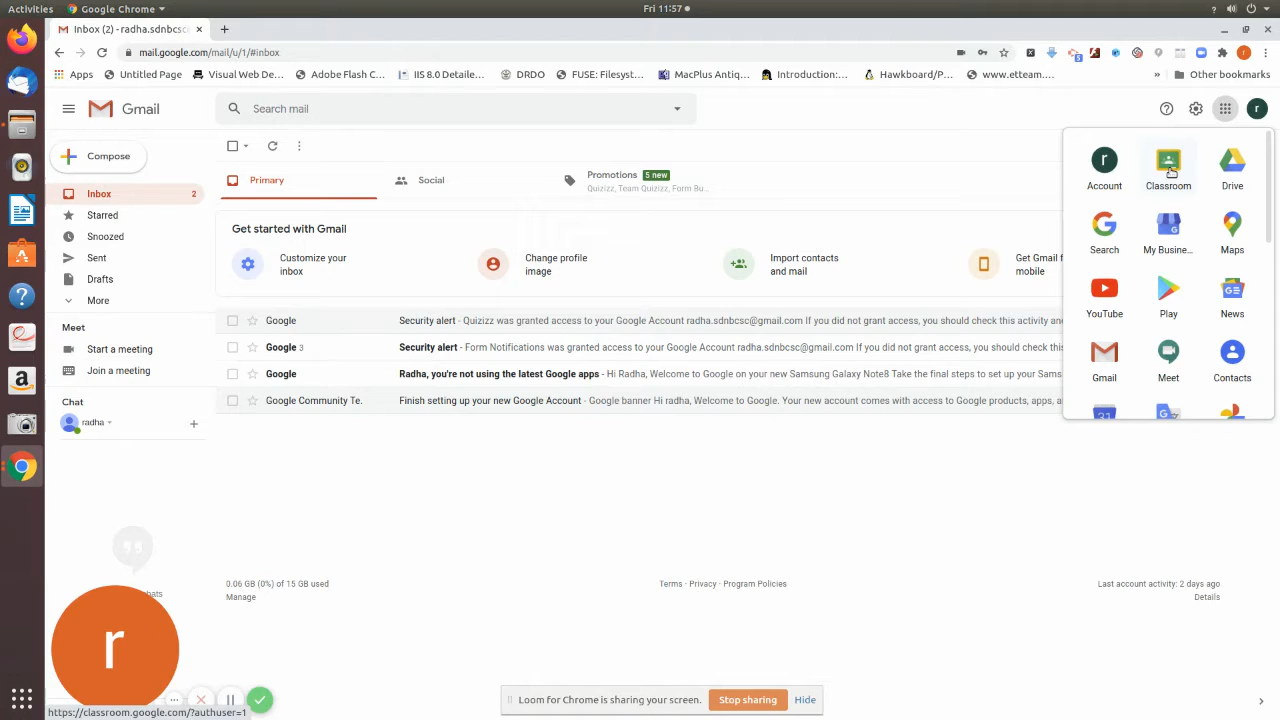 Activities
Google Chrome
Fri 11:57
Inbox (2) - radha.sdnbcsc
mail.google.com/mail/u/1/#inbox
Apps
Untitled Page
Visual Web De...
Adobe Flash C...
IIS 8.0 Detaile...
DRDO
FUSE: Filesyst...
MacPlus Antiq...
Introduction:...
Hawkboard/P...
www.etteam....
»
Other bookmarks
Gmail
Search mail
r
Compose
Inbox 2
Starred
Snoozed
Sent
Drafts
More
Meet
Start a meeting
Join a meeting
Chat
radha
Primary
Social
Promotions 5 new
Quizizz, Team Quizizz, Form Bu...
Get started with Gmail
Customize your
inbox
Change profile
image
Import contacts
and mail
Get Gmail f
mobile
Google Security alert - Quizizz was granted access to your Google Account radha.sdnbcsc@gmail.com If you did not grant access, you should check this activity an
Google 3 Security alert - Form Notifications was granted access to your Google Account radha.sdnbcsc@gmail.com If you did not grant access, you should check this
Google Radha, you're not using the latest Google apps - Hi Radha, Welcome to Google on your new Samsung Galaxy Note8 Take the final steps to set up your Sams
Google Community Te. Finish setting up your new Google Account - Google banner Hi radha, Welcome to Google. Your new account comes with access to Google products, apps, a
r
Account
Classroom
Drive
Search
My Busine...
Maps
YouTube
Play
News
Gmail
Meet
Contacts
31
0.06 GB (0%) of 15 GB used
Manage
Terms · Privacy · Program Policies
Last account activity: 2 days ago
Details
r
Loom for Chrome is sharing your screen.
Stop sharing
Hide
https://classroom.google.com/?authuser=1